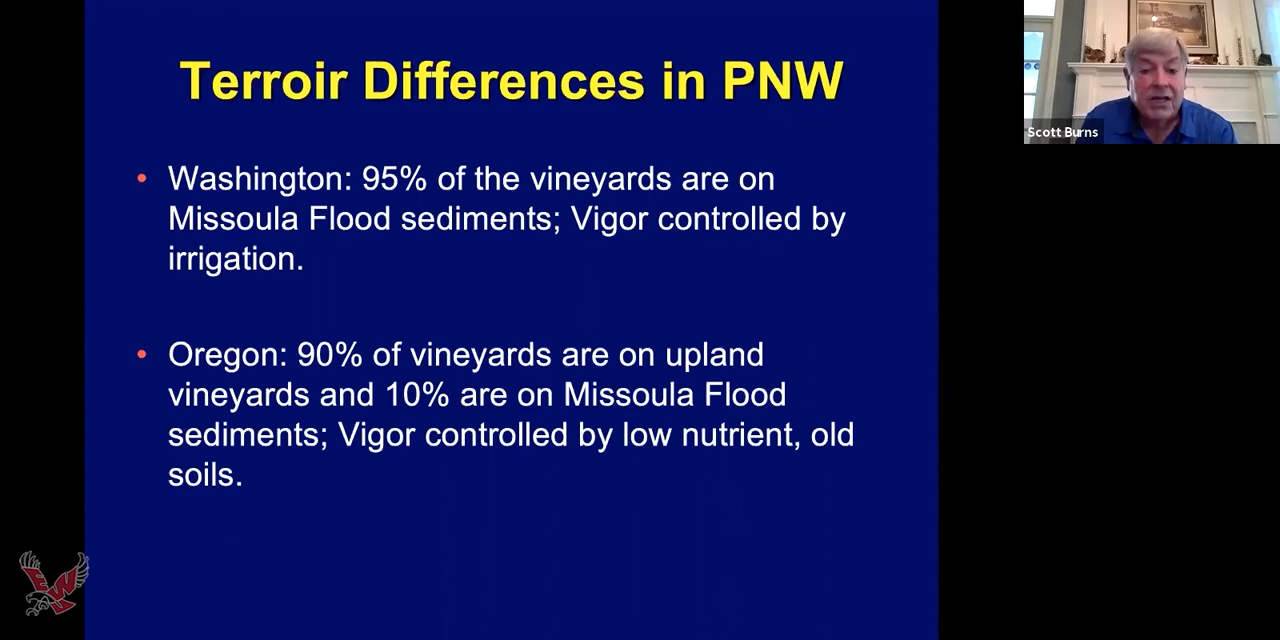 Terroir Differences in PNW
• Washington: 95% of the vineyards are on
Missoula Flood sediments; Vigor controlled by
irrigation.
• Oregon: 90% of vineyards are on upland
vineyards and 10% are on Missoula Flood
sediments; Vigor controlled by low nutrient, old
soils.
Scott Burns
EW